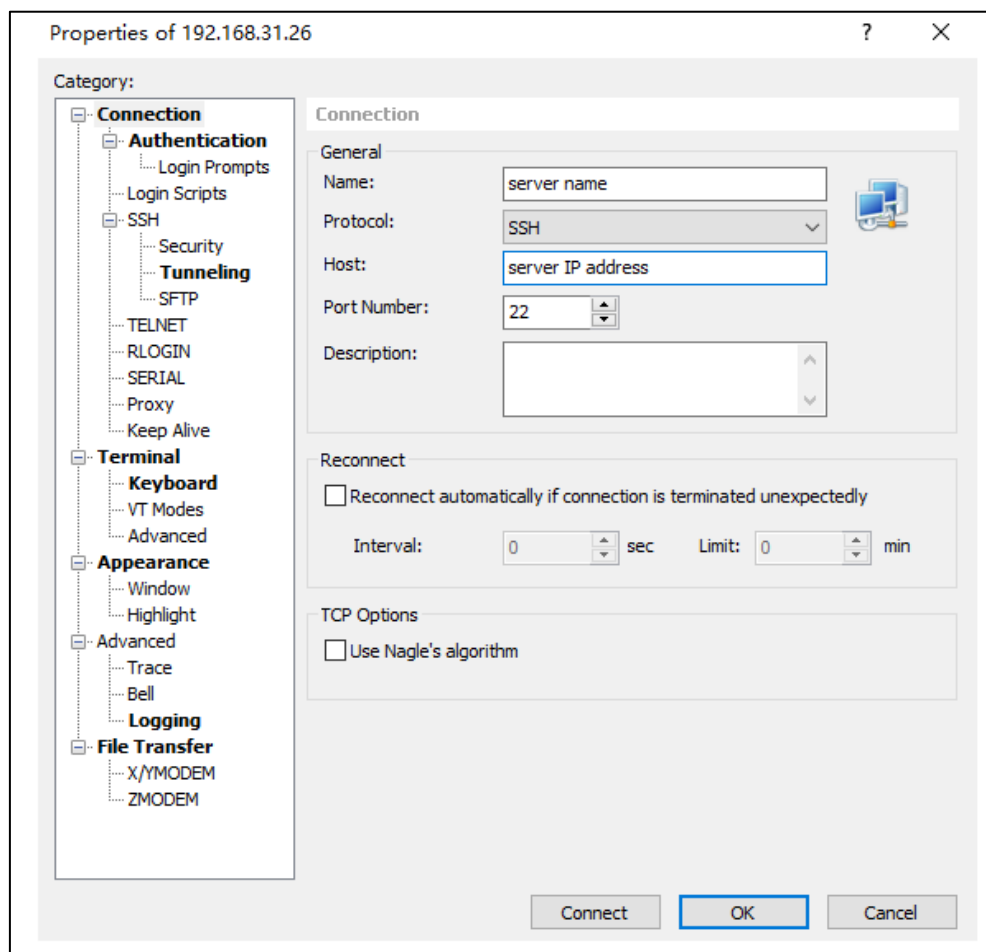 Properties of 192.168.31.26
?
Category:
Connection
Authentication
Login Prompts
Login Scripts
SSH
Security
Tunneling
SFTP
TELNET
RLOGIN
SERIAL
Proxy
Keep Alive
Terminal
Keyboard
VT Modes
Advanced
Appearance
Window
Highlight
Advanced
Trace
Bell
Logging
File Transfer
X/YMODEM
ZMODEM
Connection
General
Name: server name
Protocol: SSH
Host: server IP address
Port Number: 22
Description:
Reconnect
Reconnect automatically if connection is terminated unexpectedly
Interval: 0 sec Limit: 0 min
TCP Options
Use Nagle's algorithm
Connect OK Cancel